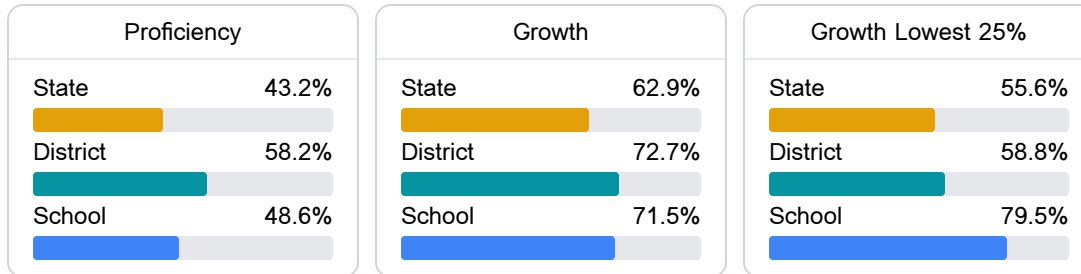 Proficiency
State 43.2%
District 58.2%
School 48.6%
Growth
State 62.9%
District 72.7%
School 71.5%
Growth Lowest 25%
State 55.6%
District 58.8%
School 79.5%